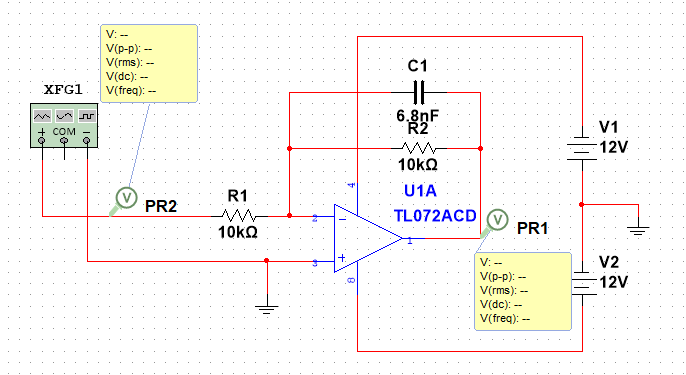 V: --
V(p-p): --
V(rms): --
V(dc): --
V(freq): --
XFG1
COM
+
−
PR2
C1
6.8nF
R2
10kΩ
R1
10kΩ
U1A
TL072ACD
4
2
3
8
1
−
+
PR1
V: --
V(p-p): --
V(rms): --
V(dc): --
V(freq): --
V1
12V
V2
12V
V
V